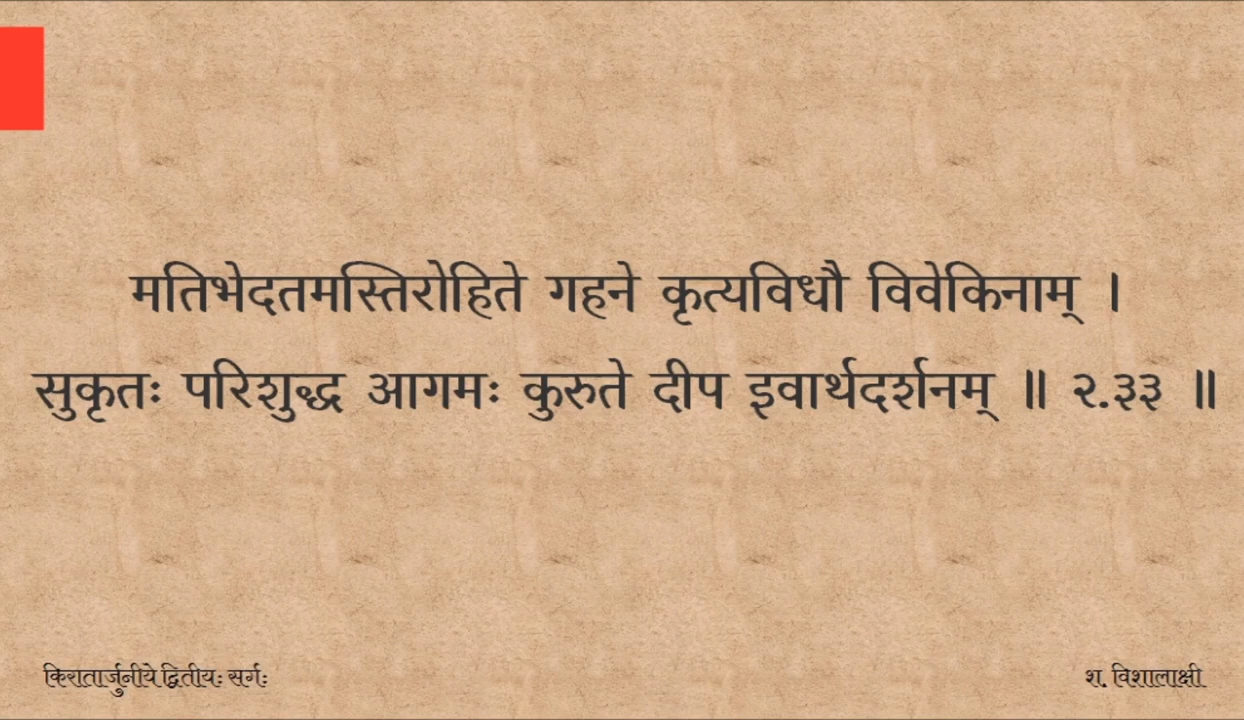 मतिभेदतमस्तिरोहिते गहने कृत्यविधौ विवेकिनाम् ।
सुकृतः परिशुद्ध आगमः कुरुते दीप इवार्थदर्शनम् ॥ २.३३ ॥
किरातार्जुनीये द्वितीयः सर्गः
श. विशालाक्षी